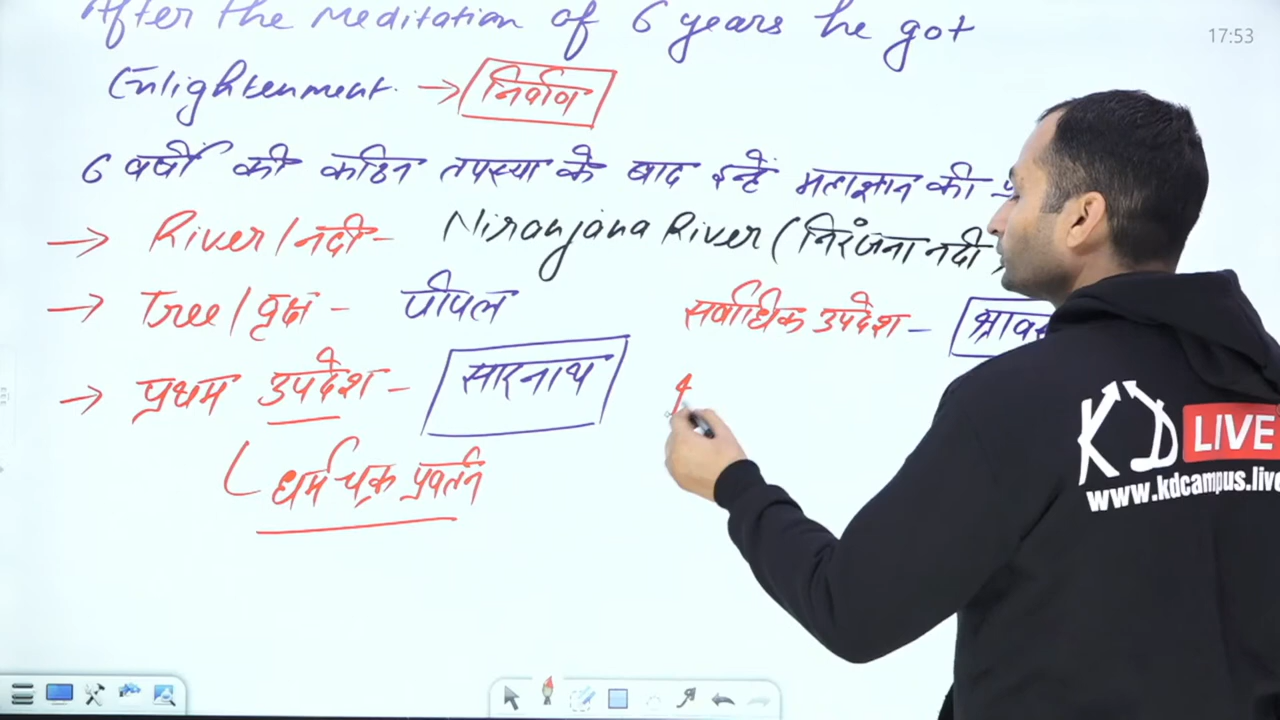 After the meditation of 6 years he got
17:53
Enlightenment. → निर्वाण
6 वर्षों की कठिन तपस्या के बाद इन्हें महाज्ञान की
→ River/नदी - Niranjana River (निरंजना नदी)
→ Tree/वृक्ष - पीपल
सर्वाधिक उपदेश -
→ प्रथम उपदेश - सारनाथ
धर्म चक्र प्रवर्तन
KD LIVE
www.kdcampus.live